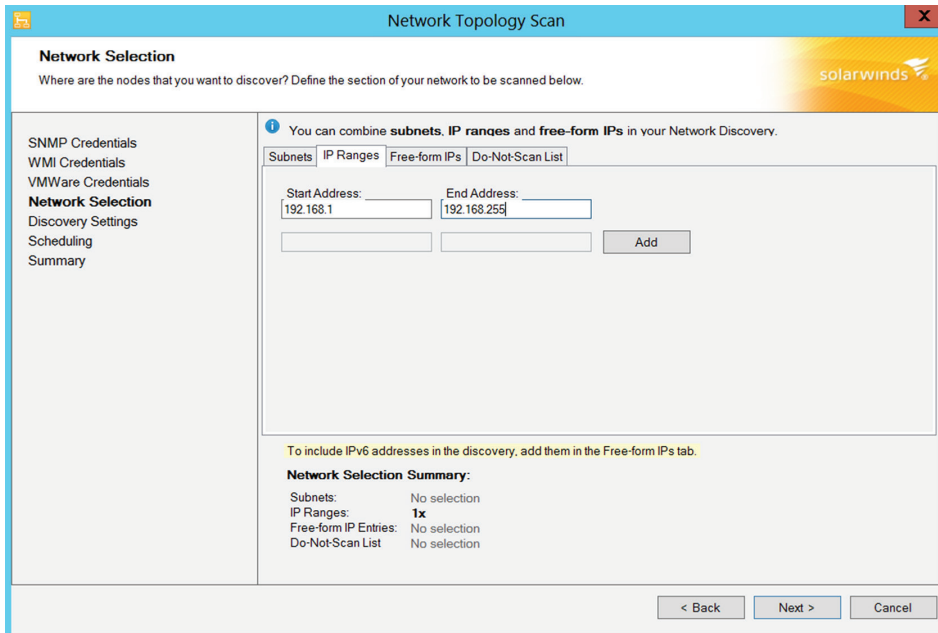 Network Topology Scan
X
Network Selection
Where are the nodes that you want to discover? Define the section of your network to be scanned below.
solarwinds
SNMP Credentials
WMI Credentials
VMWare Credentials
Network Selection
Discovery Settings
Scheduling
Summary
i You can combine subnets, IP ranges and free-form IPs in your Network Discovery.
Subnets IP Ranges Free-form IPs Do-Not-Scan List
Start Address: End Address:
192.168.1 192.168.255
Add
To include IPv6 addresses in the discovery, add them in the Free-form IPs tab.
Network Selection Summary:
Subnets: No selection
IP Ranges: 1x
Free-form IP Entries: No selection
Do-Not-Scan List No selection
< Back Next > Cancel